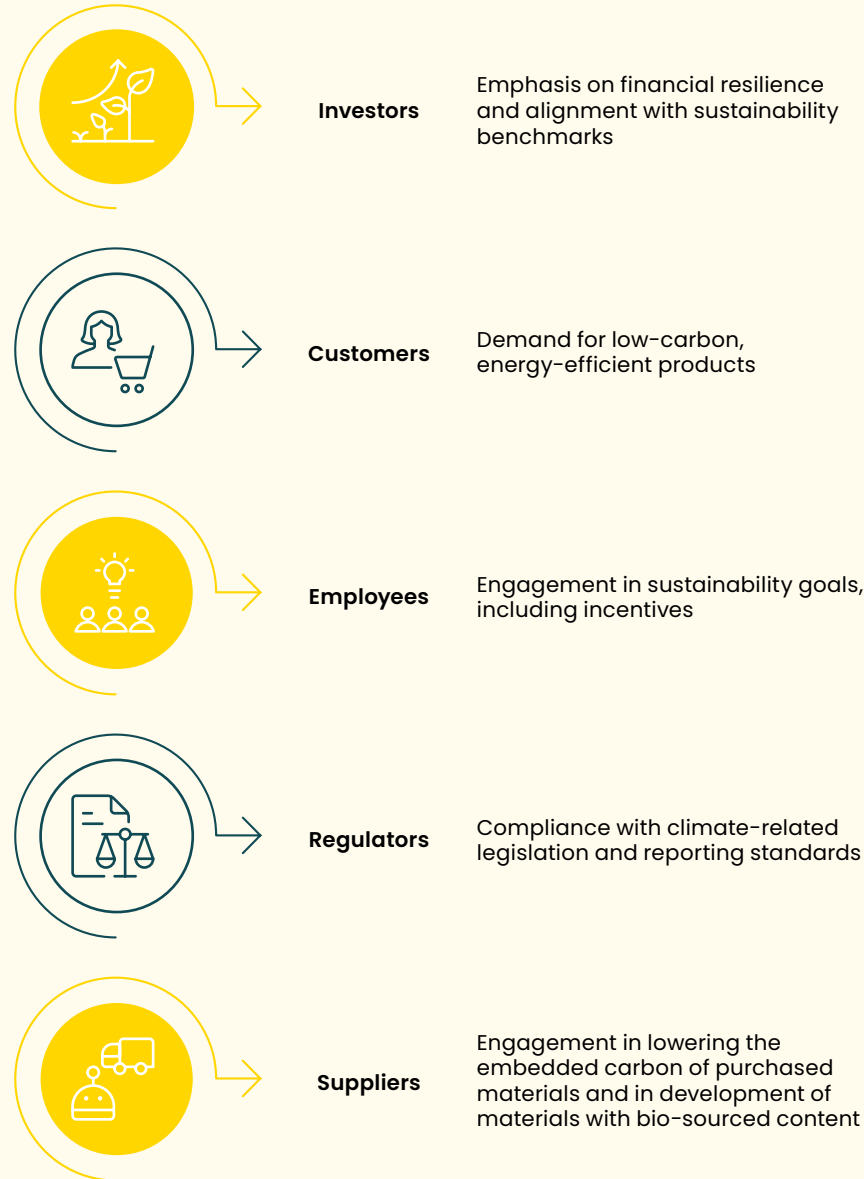 Investors
Emphasis on financial resilience
and alignment with sustainability
benchmarks
Customers
Demand for low-carbon,
energy-efficient products
Employees
Engagement in sustainability goals,
including incentives
Regulators
Compliance with climate-related
legislation and reporting standards
Suppliers
Engagement in lowering the
embedded carbon of purchased
materials and in development of
materials with bio-sourced content